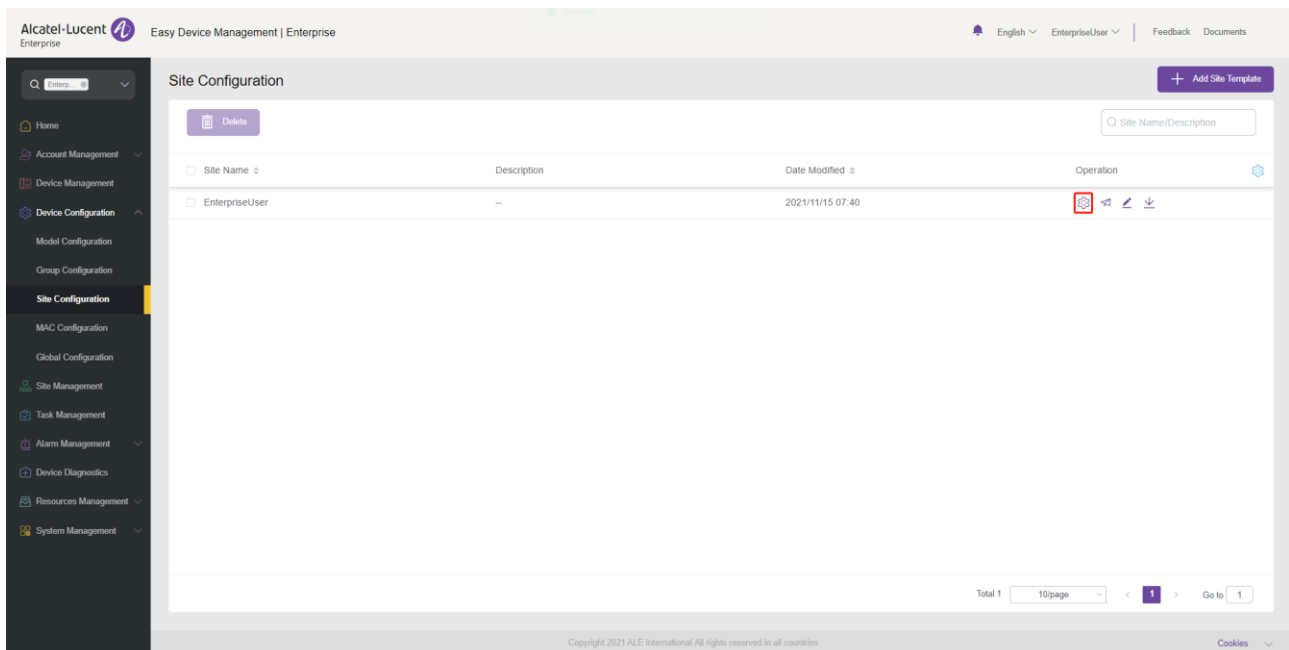 Alcatel-Lucent
Enterprise
Easy Device Management | Enterprise
English
EnterpriseUser
Feedback
Documents
Enterp...
Home
Account Management
Device Management
Device Configuration
Model Configuration
Group Configuration
Site Configuration
MAC Configuration
Global Configuration
Site Management
Task Management
Alarm Management
Device Diagnostics
Resources Management
System Management
Site Configuration
Add Site Template
Delete
Site Name/Description
Site Name Description Date Modified Operation
EnterpriseUser -- 2021/11/15 07:40
Total 1 10/page < 1 > Go to 1
Copyright 2021 ALE International.All rights reserved in all countries
Cookies